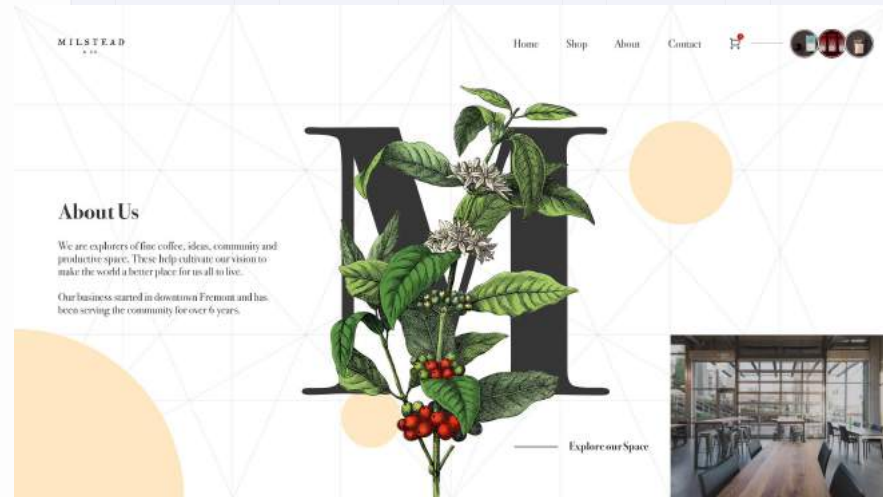 MILSTEAD
& CO.
Home Shop About Contact
M
About Us
We are explorers of fine coffee, ideas, community and
productive space. These help cultivate our vision to
make the world a better place for us all to live.
Our business started in downtown Fremont and has
been serving the community for over 6 years.
Explore our Space